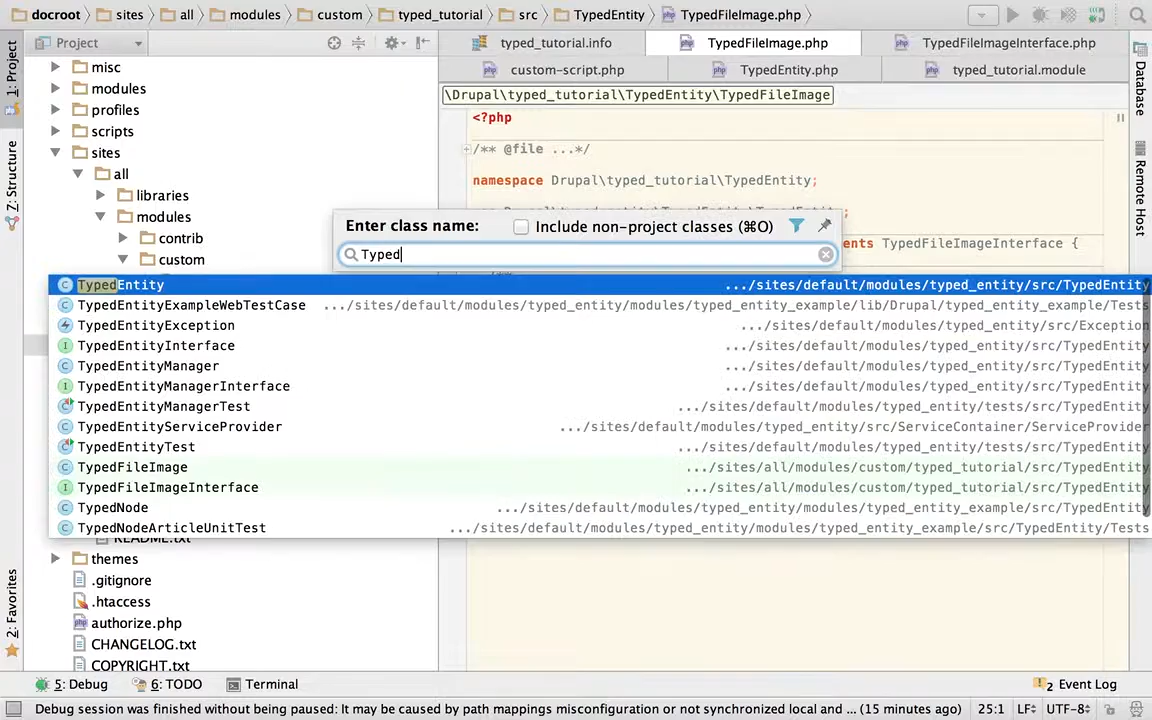 docroot sites all modules custom typed_tutorial src TypedEntity TypedFileImage.php
Project
typed_tutorial.info TypedFileImage.php TypedFileImageInterface.php
custom-script.php TypedEntity.php typed_tutorial.module
1: Project
Z: Structure
2: Favorites
Database
Remote Host
misc
modules
profiles
scripts
sites
all
libraries
modules
contrib
custom
\Drupal\typed_tutorial\TypedEntity\TypedFileImage
<?php
/** @file ...*/
namespace Drupal\typed_tutorial\TypedEntity;
ents TypedFileImageInterface {
Enter class name: Include non-project classes (⌘O)
Typed
TypedEntity .../sites/default/modules/typed_entity/src/TypedEntity
TypedEntityExampleWebTestCase .../sites/default/modules/typed_entity/modules/typed_entity_example/lib/Drupal/typed_entity_example/Tests
TypedEntityException .../sites/default/modules/typed_entity/src/Exception
TypedEntityInterface .../sites/default/modules/typed_entity/src/TypedEntity
TypedEntityManager .../sites/default/modules/typed_entity/src/TypedEntity
TypedEntityManagerInterface .../sites/default/modules/typed_entity/src/TypedEntity
TypedEntityManagerTest .../sites/default/modules/typed_entity/tests/src/TypedEntity
TypedEntityServiceProvider .../sites/default/modules/typed_entity/src/ServiceContainer/ServiceProvider
TypedEntityTest .../sites/default/modules/typed_entity/tests/src/TypedEntity
TypedFileImage .../sites/all/modules/custom/typed_tutorial/src/TypedEntity
TypedFileImageInterface .../sites/all/modules/custom/typed_tutorial/src/TypedEntity
TypedNode .../sites/default/modules/typed_entity/modules/typed_entity_example/src/TypedEntity
TypedNodeArticleUnitTest .../sites/default/modules/typed_entity/modules/typed_entity_example/src/TypedEntity/Tests
README.txt
themes
.gitignore
.htaccess
authorize.php
CHANGELOG.txt
COPYRIGHT.txt
5: Debug 6: TODO Terminal 2 Event Log
Debug session was finished without being paused: It may be caused by path mappings misconfiguration or not synchronized local and ... (15 minutes ago) 25:1 LF UTF-8